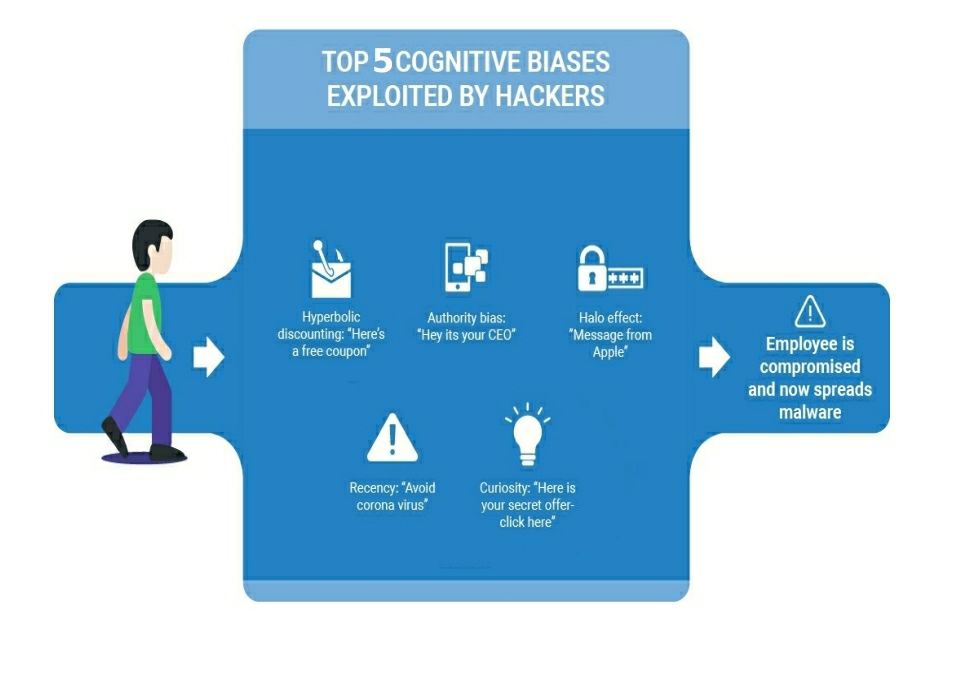 TOP 5 COGNITIVE BIASES
EXPLOITED BY HACKERS
Hyperbolic
discounting: "Here's
a free coupon"
Authority bias:
"Hey its your CEO"
Halo effect:
"Message from
Apple"
Recency: "Avoid
corona virus"
Curiosity: "Here is
your secret offer-
click here"
Employee is
compromised
and now spreads
malware